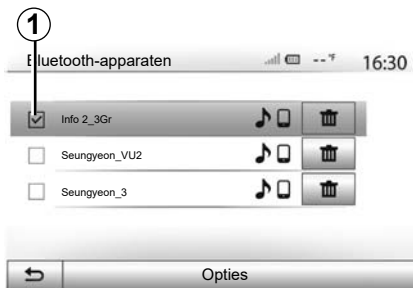 1
Bluetooth-apparaten
-- °F
16:30
Info 2_3Gr
Seungyeon_VU2
Seungyeon_3
Opties